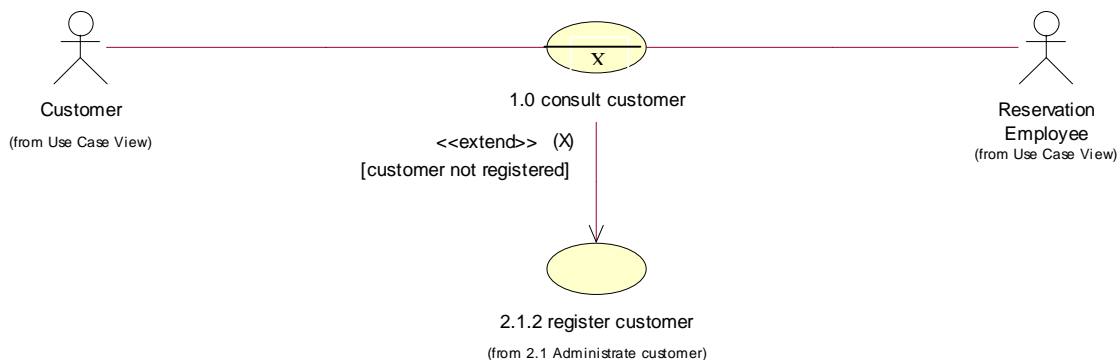 X
Customer
(from Use Case View)
1.0 consult customer
Reservation
Employee
(from Use Case View)
<<extend>> (X)
[customer not registered]
2.1.2 register customer
(from 2.1 Administrate customer)